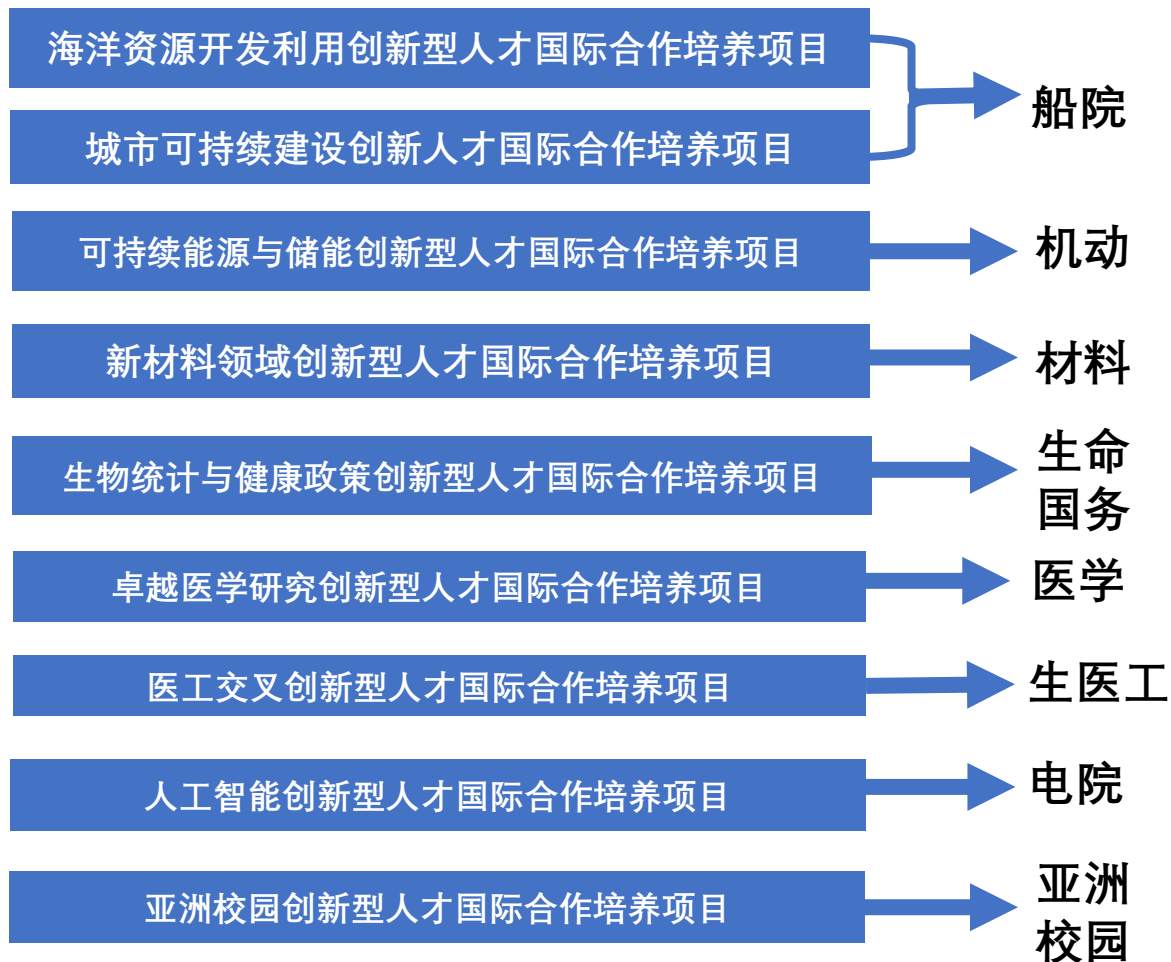 海洋资源开发利用创新型人才国际合作培养项目
城市可持续建设创新人才国际合作培养项目
船院
可持续能源与储能创新型人才国际合作培养项目
机动
新材料领域创新型人才国际合作培养项目
材料
生物统计与健康政策创新型人才国际合作培养项目
生命
国务
卓越医学研究创新型人才国际合作培养项目
医学
医工交叉创新型人才国际合作培养项目
生医工
人工智能创新型人才国际合作培养项目
电院
亚洲校园创新型人才国际合作培养项目
亚洲
校园